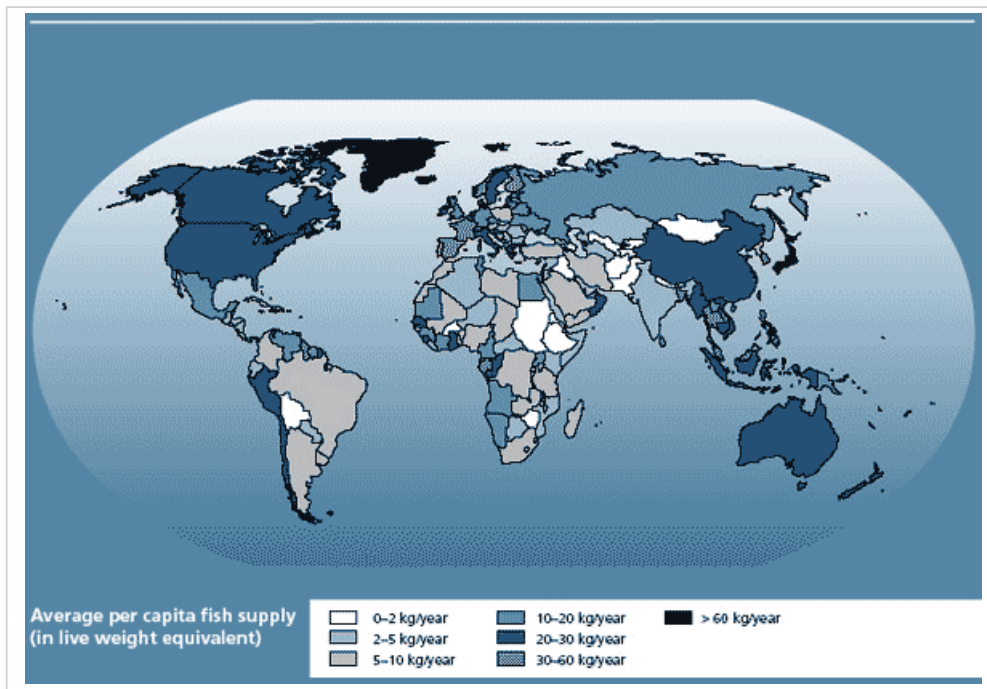 Average per capita fish supply
(in live weight equivalent)
0–2 kg/year
2–5 kg/year
5–10 kg/year
10–20 kg/year
20–30 kg/year
30–60 kg/year
> 60 kg/year